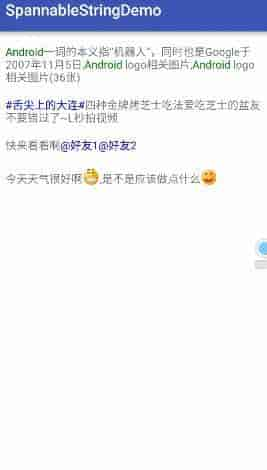 SpannableStringDemo
Android一词的本义指“机器人”，同时也是Google于
2007年11月5日,Android logo相关图片,Android logo
相关图片(36张)
#舌尖上的大连#四种金牌烤芝士吃法爱吃芝士的盆友
不要错过了~L秒拍视频
快来看看啊@好友1@好友2
今天天气很好啊,是不是应该做点什么